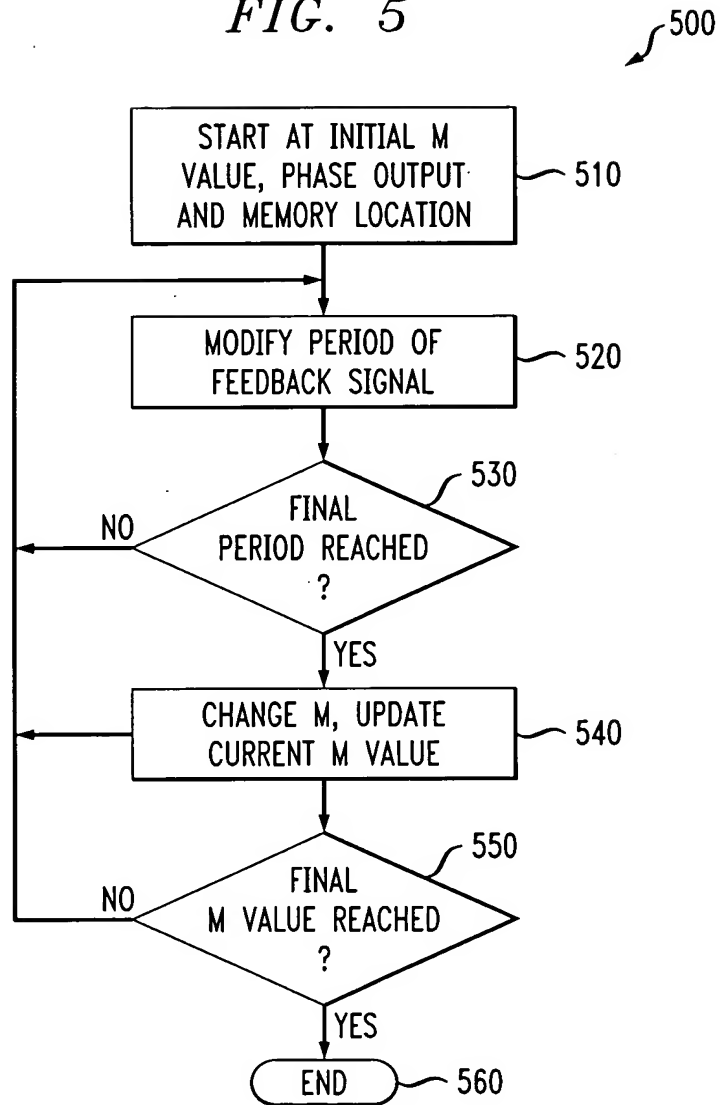 FIG. 5
500
START AT INITIAL M
VALUE, PHASE OUTPUT
AND MEMORY LOCATION
510
MODIFY PERIOD OF
FEEDBACK SIGNAL
520
530
FINAL
PERIOD REACHED
?
NO
YES
CHANGE M, UPDATE
CURRENT M VALUE
540
550
FINAL
M VALUE REACHED
?
NO
YES
END
560